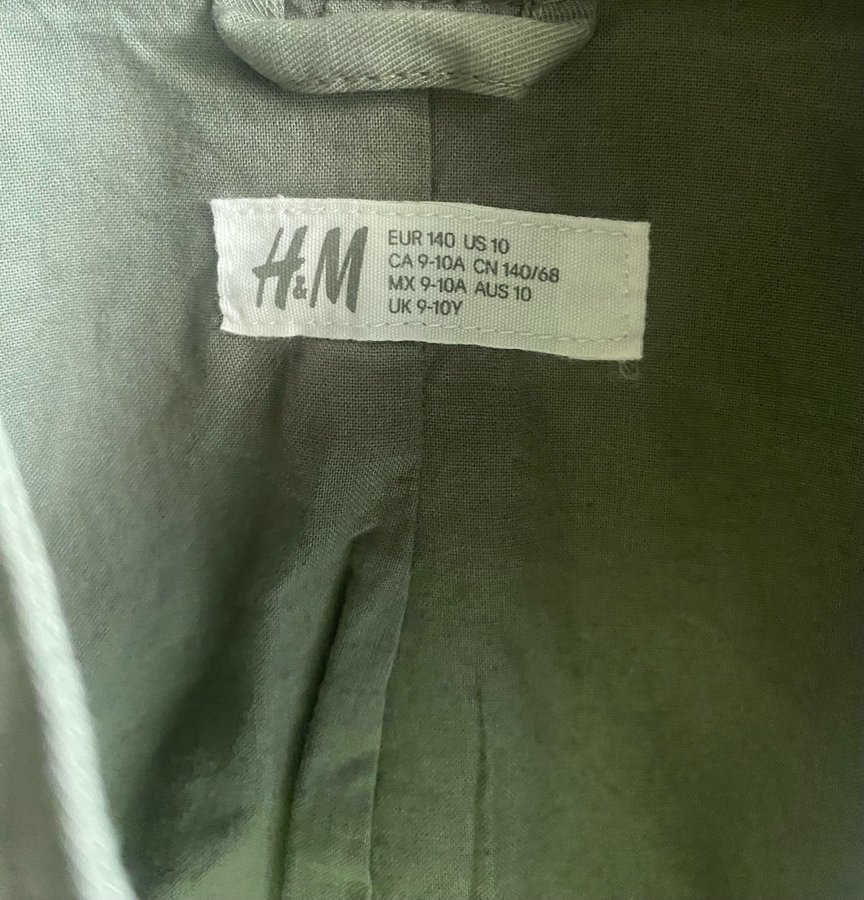 H&M
EUR 140 US 10
CA 9-10A CN 140/68
MX 9-10A AUS 10
UK 9-10Y